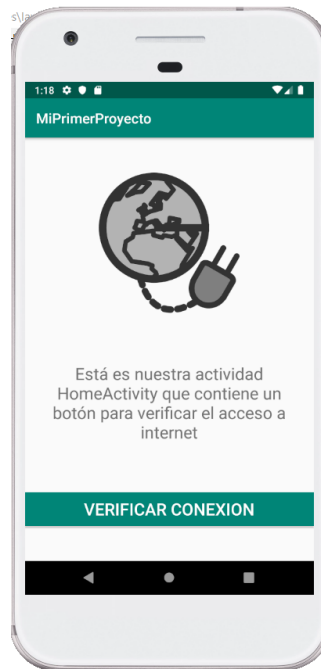 s\la
1:18
MiPrimerProyecto
Está es nuestra actividad
HomeActivity que contiene un
botón para verificar el acceso a
internet
VERIFICAR CONEXION